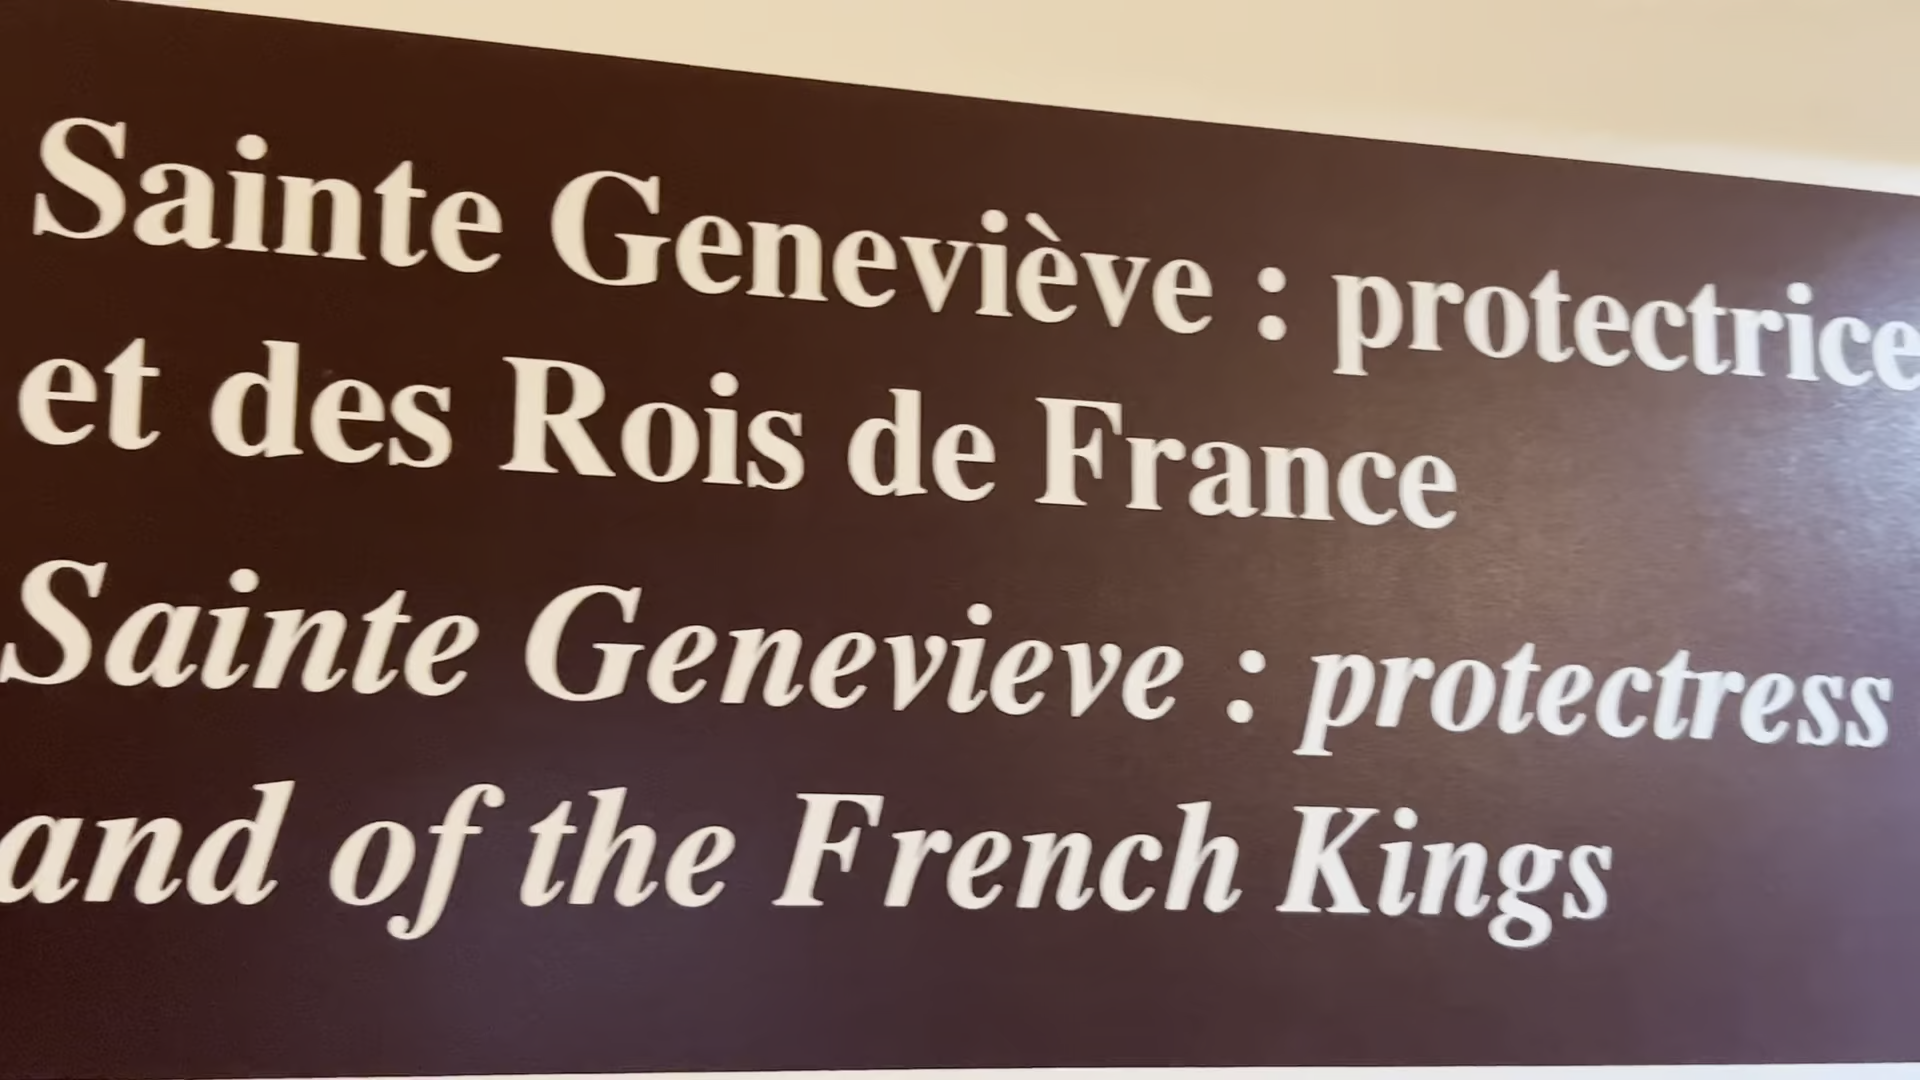 Sainte Geneviève : protectrice
et des Rois de France
Sainte Genevieve : protectress
and of the French Kings